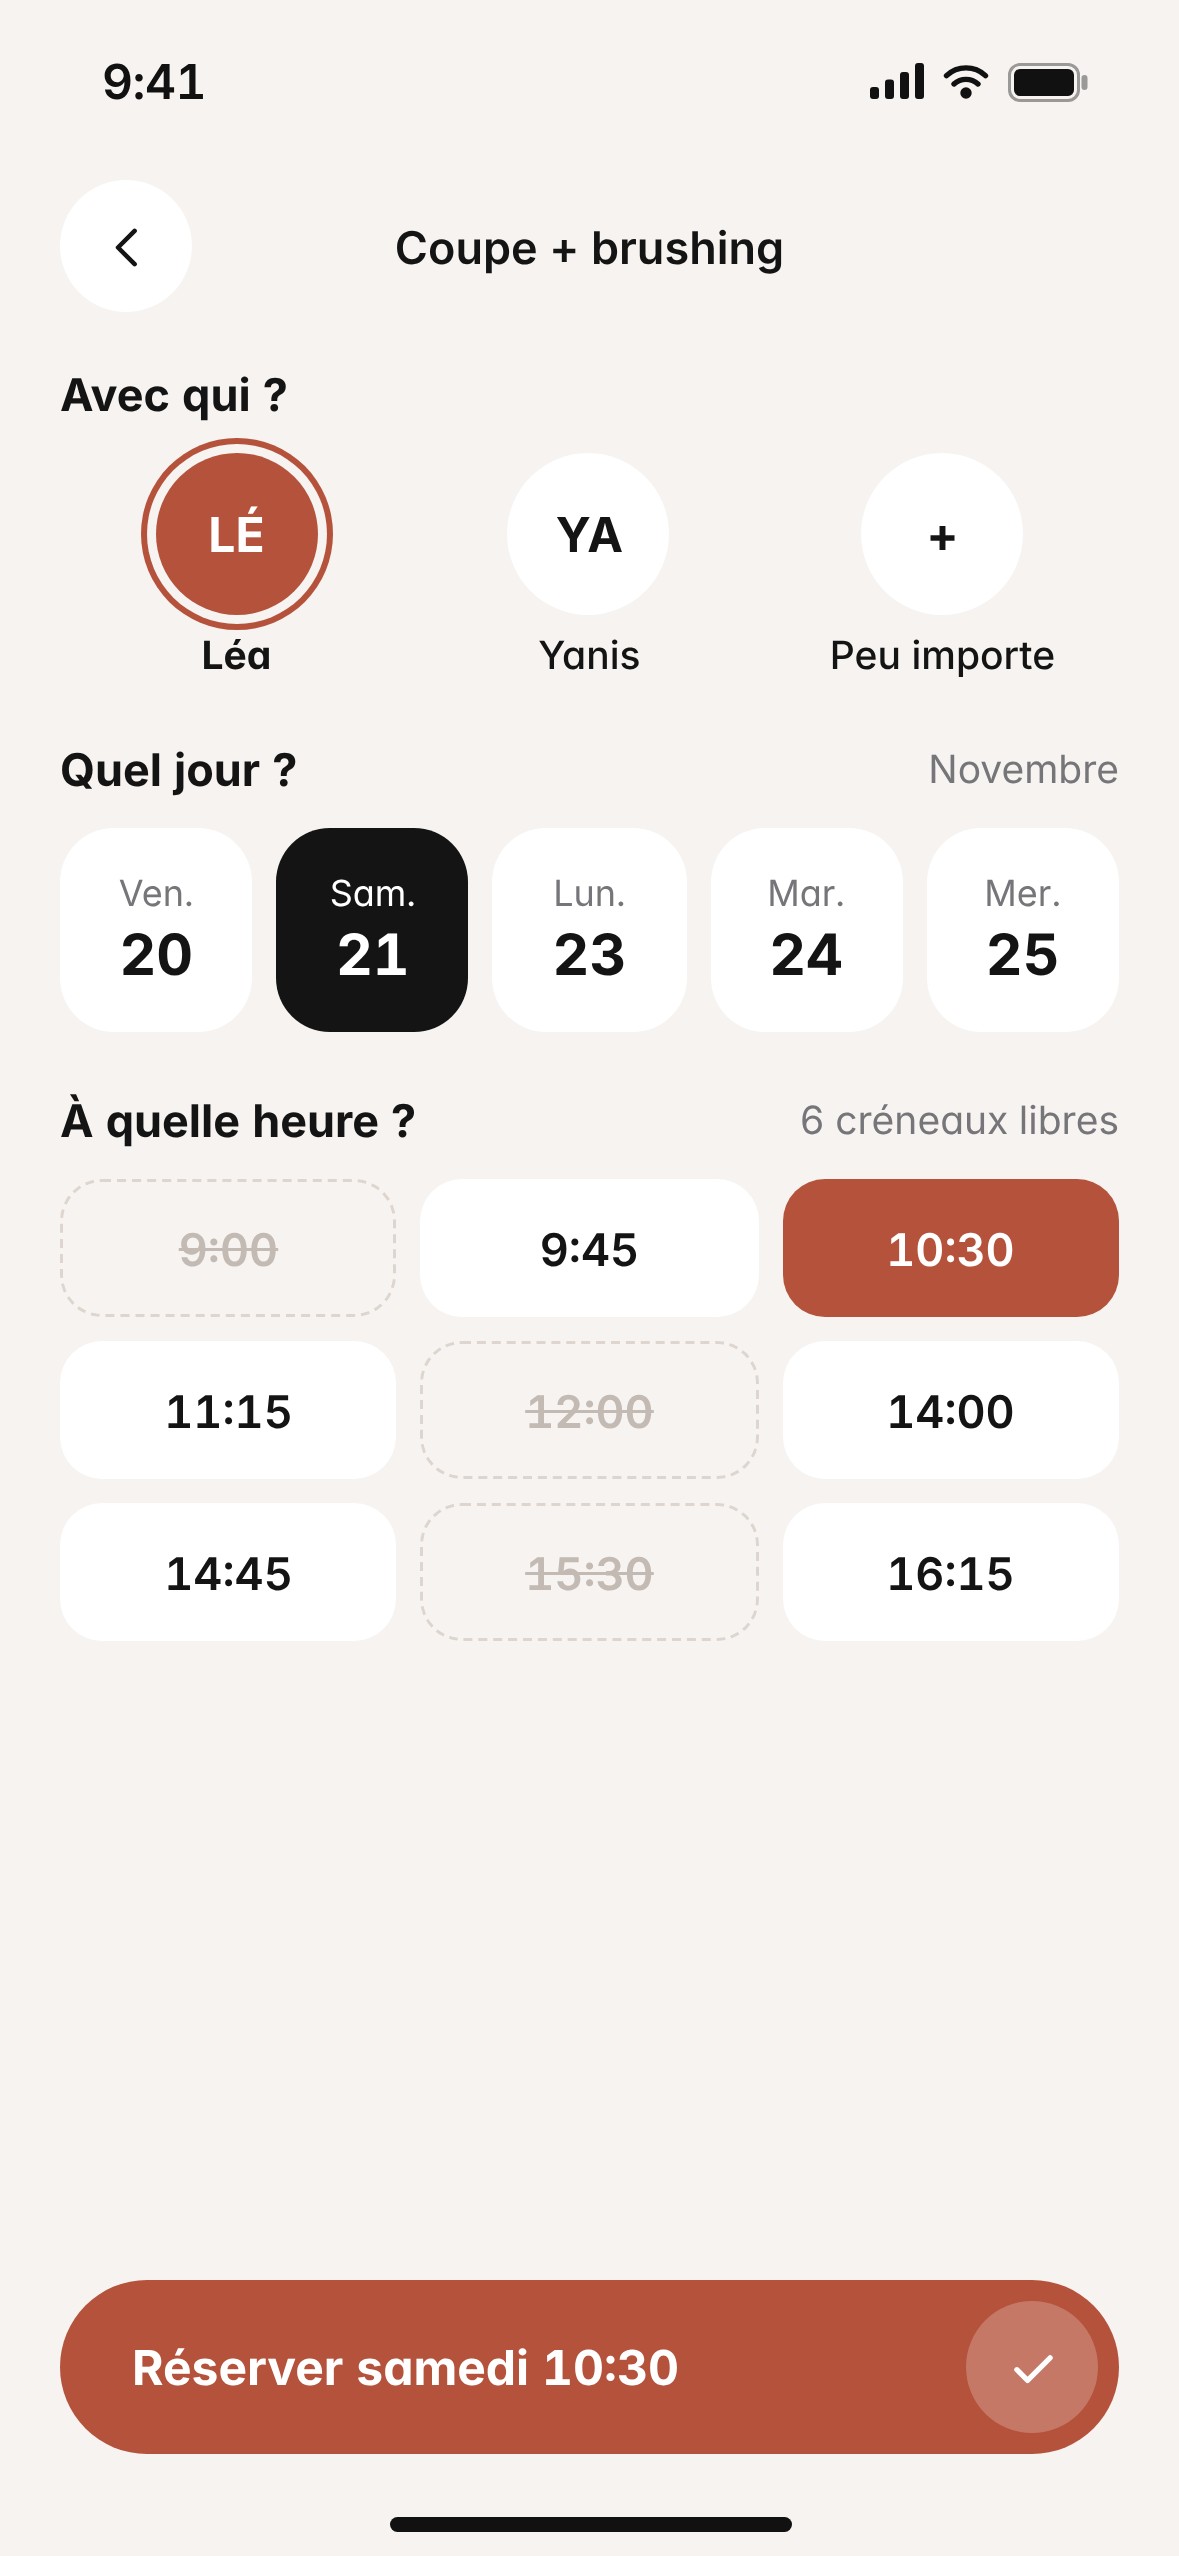 9:41
Coupe + brushing
Avec qui ?
LÉ YA +
Léa Yanis Peu importe
Quel jour ? Novembre
Ven. Sam. Lun. Mar. Mer.
20 21 23 24 25
À quelle heure ? 6 créneaux libres
9:00 9:45 10:30
11:15 12:00 14:00
14:45 15:30 16:15
Réserver samedi 10:30